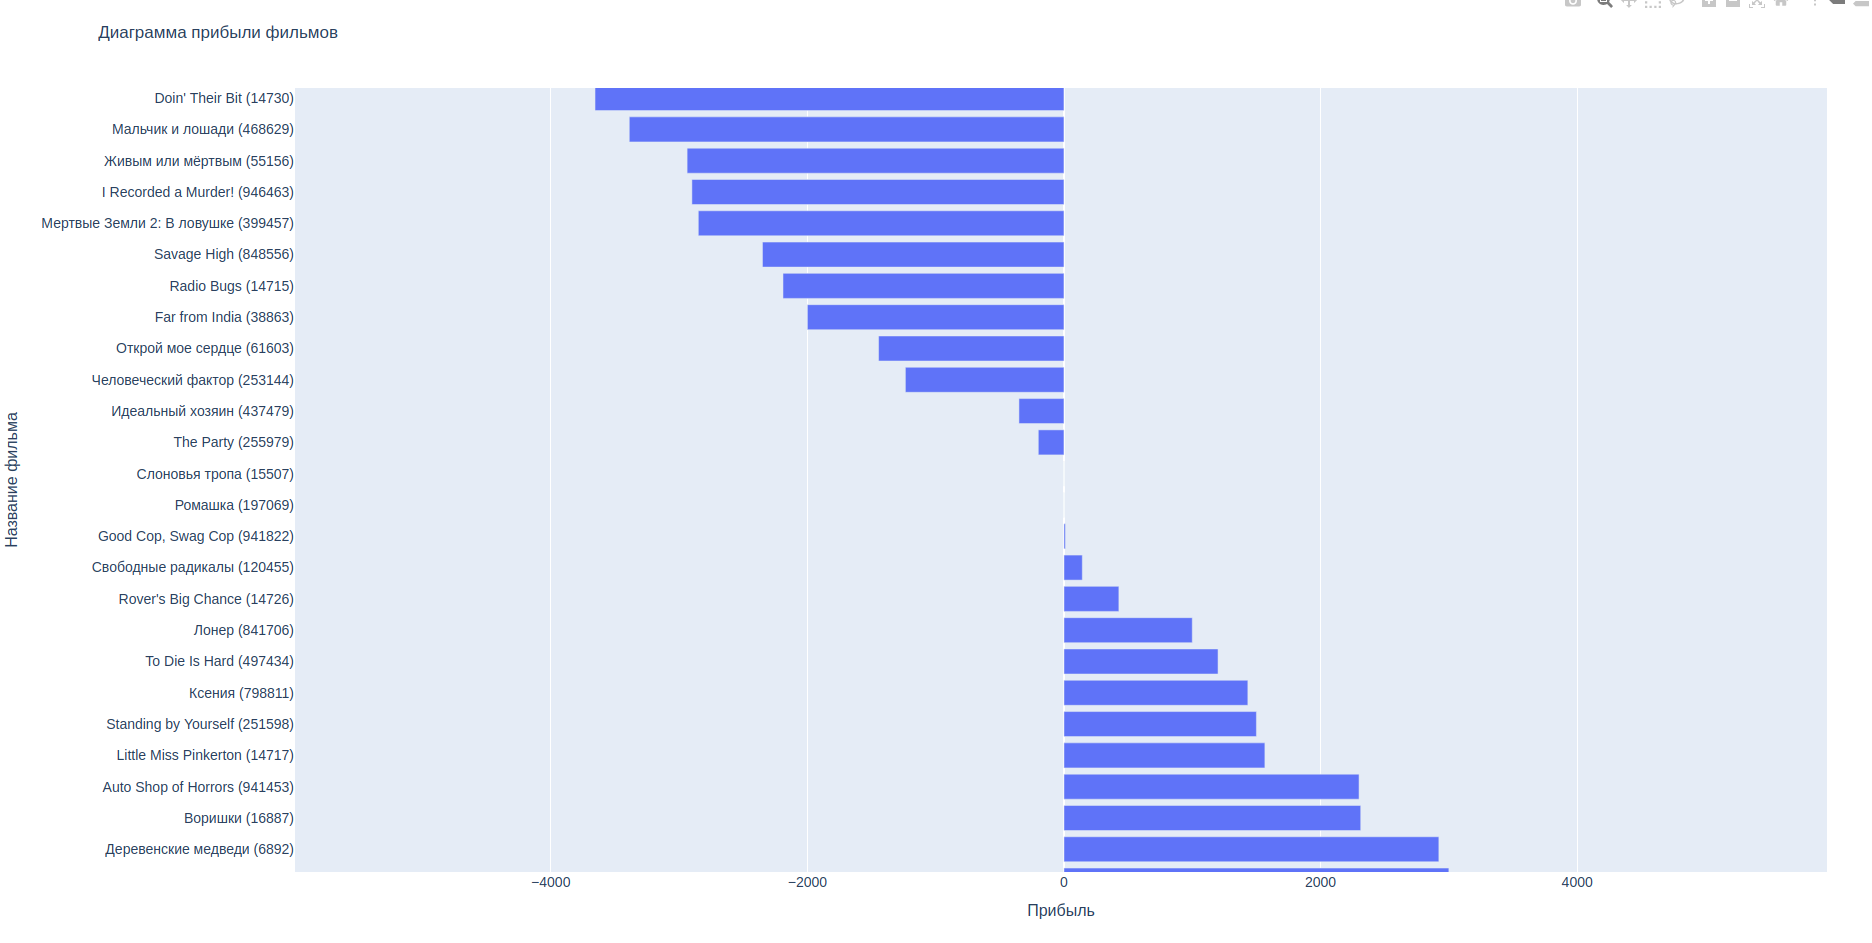 Диаграмма прибыли фильмов
Doin' Their Bit (14730)
Мальчик и лошади (468629)
Живым или мёртвым (55156)
I Recorded a Murder! (946463)
Мертвые Земли 2: В ловушке (399457)
Savage High (848556)
Radio Bugs (14715)
Far from India (38863)
Открой мое сердце (61603)
Человеческий фактор (253144)
Идеальный хозяин (437479)
The Party (255979)
Слоновья тропа (15507)
Ромашка (197069)
Good Cop, Swag Cop (941822)
Свободные радикалы (120455)
Rover's Big Chance (14726)
Лонер (841706)
To Die Is Hard (497434)
Ксения (798811)
Standing by Yourself (251598)
Little Miss Pinkerton (14717)
Auto Shop of Horrors (941453)
Воришки (16887)
Деревенские медведи (6892)
Название фильма
−4000 −2000 0 2000 4000
Прибыль